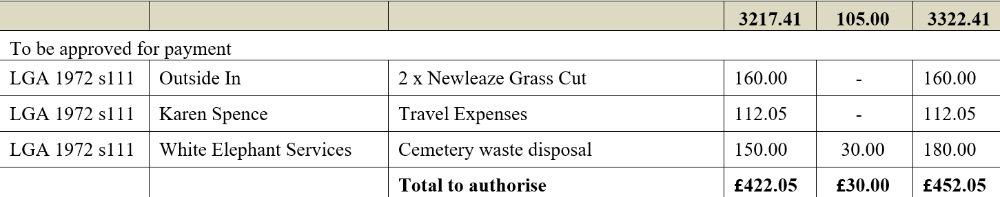 3217.41 105.00 3322.41
To be approved for payment
LGA 1972 s111 Outside In 2 x Newleaze Grass Cut 160.00 - 160.00
LGA 1972 s111 Karen Spence Travel Expenses 112.05 - 112.05
LGA 1972 s111 White Elephant Services Cemetery waste disposal 150.00 30.00 180.00
Total to authorise £422.05 £30.00 £452.05